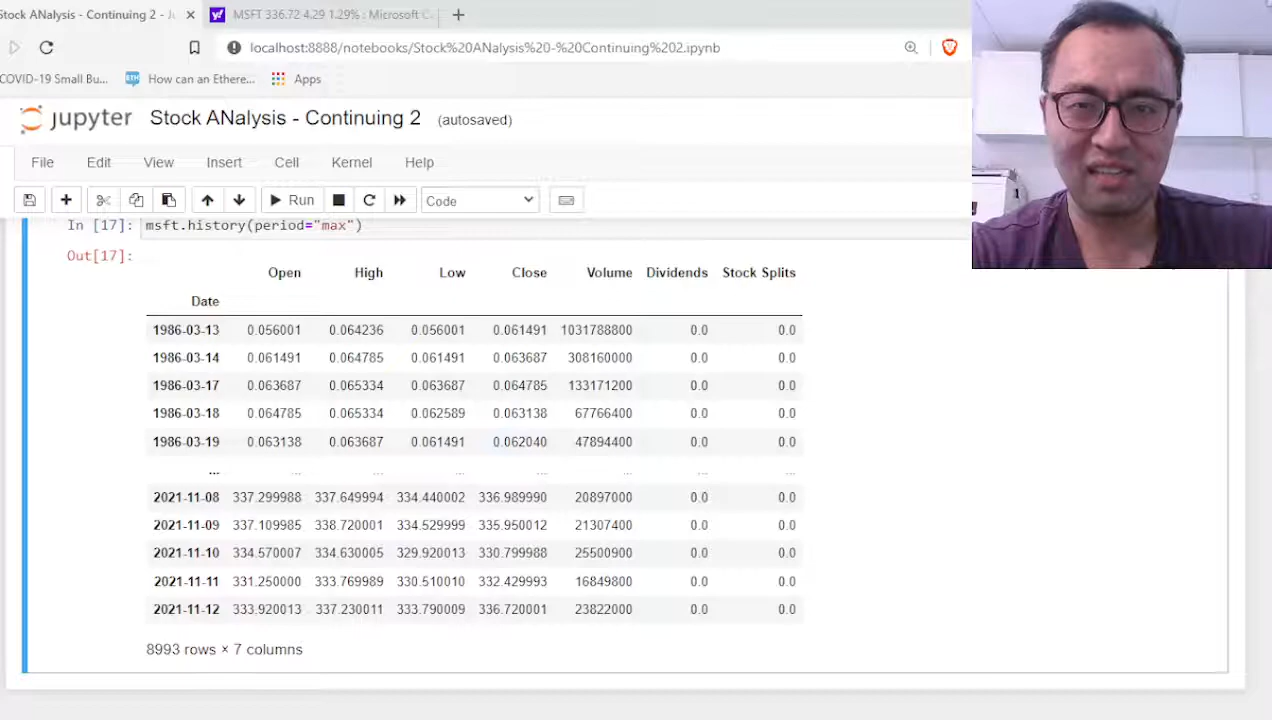 Stock ANalysis - Continuing 2 - J
MSFT 336.72 4.29 1.29% : Microsoft C
localhost:8888/notebooks/Stock%20ANalysis%20-%20Continuing%202.ipynb
COVID-19 Small Bu... How can an Ethere... Apps
jupyter Stock ANalysis - Continuing 2 (autosaved)
File Edit View Insert Cell Kernel Help
Run Code
In [17]: msft.history(period="max")
Out[17]:
Open High Low Close Volume Dividends Stock Splits
Date
1986-03-13 0.056001 0.064236 0.056001 0.061491 1031788800 0.0 0.0
1986-03-14 0.061491 0.064785 0.061491 0.063687 308160000 0.0 0.0
1986-03-17 0.063687 0.065334 0.063687 0.064785 133171200 0.0 0.0
1986-03-18 0.064785 0.065334 0.062589 0.063138 67766400 0.0 0.0
1986-03-19 0.063138 0.063687 0.061491 0.062040 47894400 0.0 0.0
... ... ... ... ... ... ... ...
2021-11-08 337.299988 337.649994 334.440002 336.989990 20897000 0.0 0.0
2021-11-09 337.109985 338.720001 334.529999 335.950012 21307400 0.0 0.0
2021-11-10 334.570007 334.630005 329.920013 330.799988 25500900 0.0 0.0
2021-11-11 331.250000 333.769989 330.510010 332.429993 16849800 0.0 0.0
2021-11-12 333.920013 337.230011 333.790009 336.720001 23822000 0.0 0.0
8993 rows × 7 columns